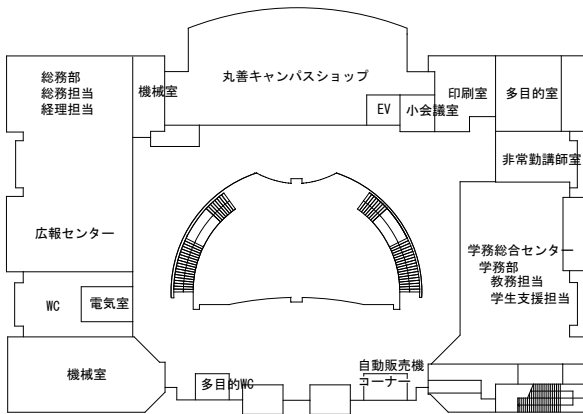 総務部
総務担当
経理担当
機械室
丸善キャンパスショップ
EV
小会議室
印刷室
多目的室
非常勤講師室
広報センター
学務総合センター
学務部
教務担当
学生支援担当
WC
電気室
機械室
多目的WC
自動販売機
コーナー